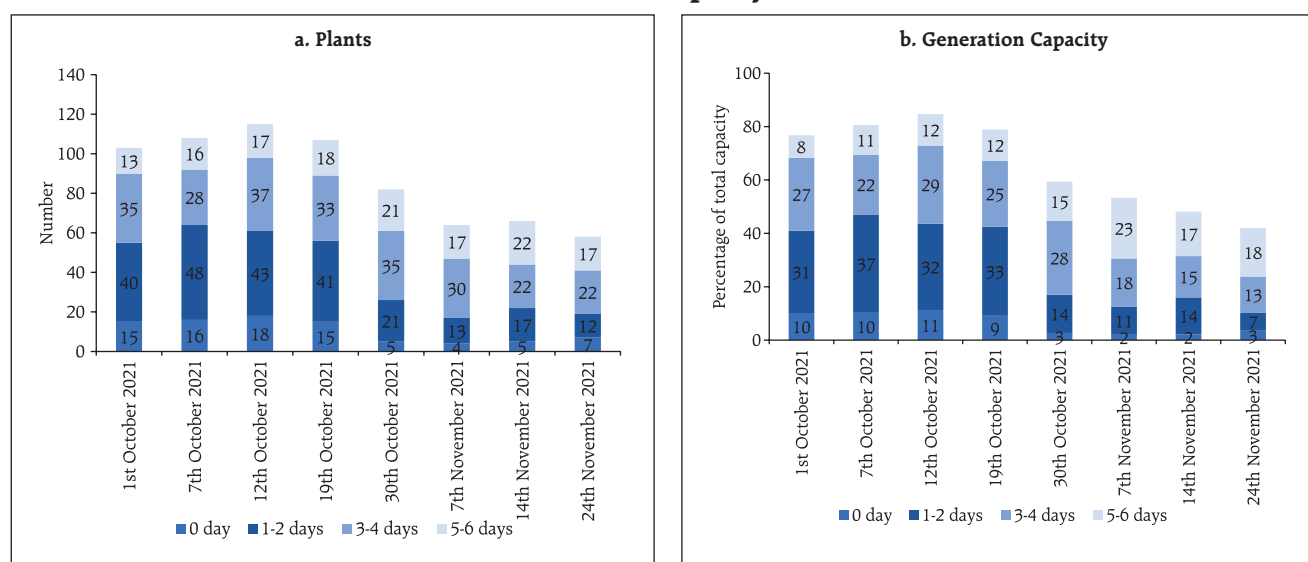 a. Plants
Number
140
120
100
80
60
40
20
0
13 16 17 18 21 17 22 17
35 28 37 33 35 30 22 22
40 48 43 41 21 13 17 12
15 16 18 15 5 4 5 7
1st October 2021
7th October 2021
12th October 2021
19th October 2021
30th October 2021
7th November 2021
14th November 2021
24th November 2021
0 day 1-2 days 3-4 days 5-6 days
b. Generation Capacity
Percentage of total capacity
100
80
60
40
20
0
8 11 12 12 15 23 17 18
27 22 29 25 28 18 15 13
31 37 32 33 14 11 14 7
10 10 11 9 3 2 2 3
1st October 2021
7th October 2021
12th October 2021
19th October 2021
30th October 2021
7th November 2021
14th November 2021
24th November 2021
0 day 1-2 days 3-4 days 5-6 days